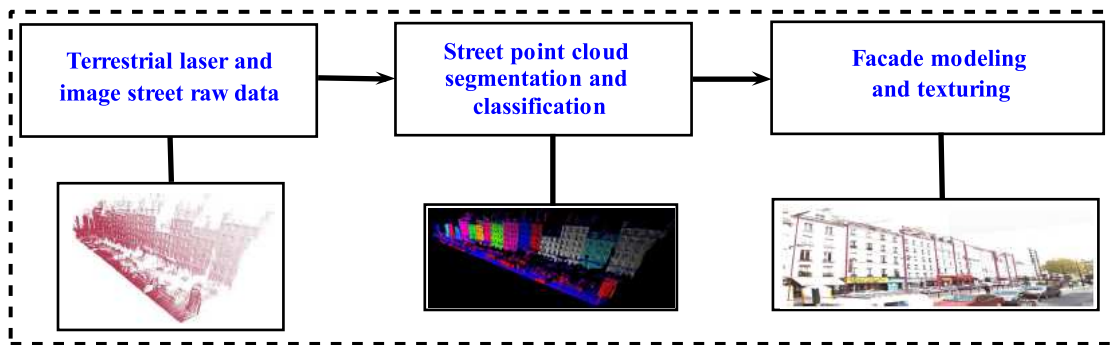 Terrestrial laser and
image street raw data
Street point cloud
segmentation and
classification
Facade modeling
and texturing